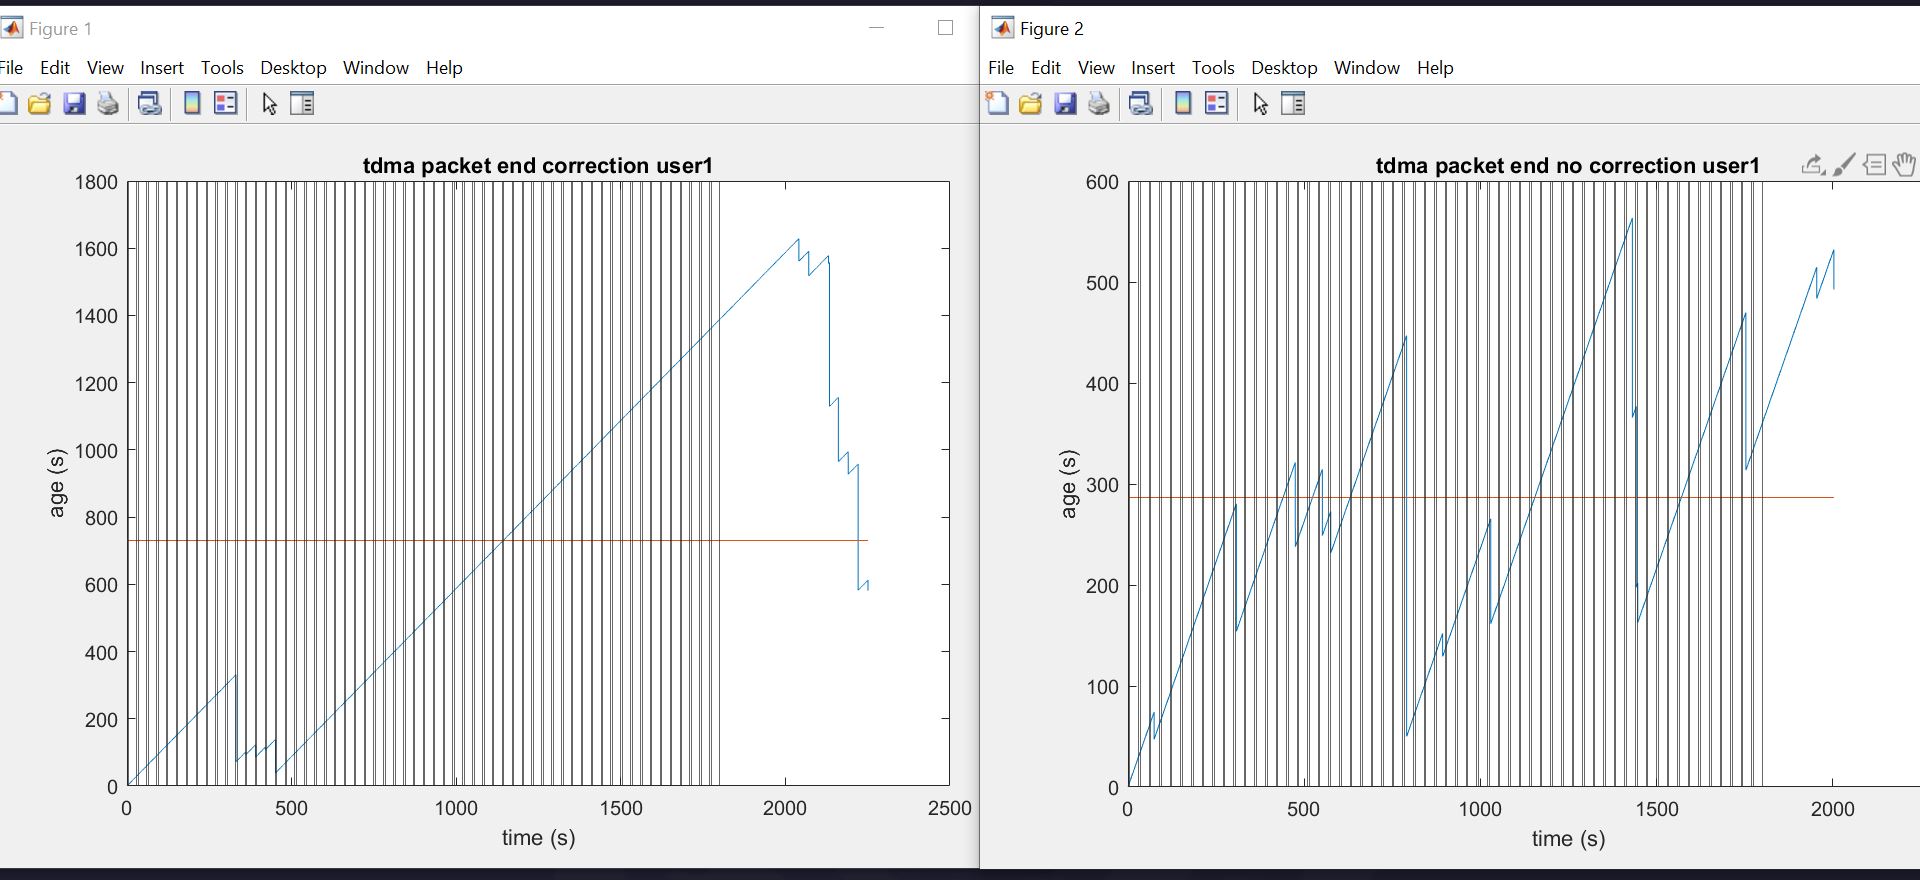 Figure 1
File Edit View Insert Tools Desktop Window Help
tdma packet end correction user1
1800
1600
1400
1200
1000
800
600
400
200
0
age (s)
0 500 1000 1500 2000 2500
time (s)
Figure 2
File Edit View Insert Tools Desktop Window Help
tdma packet end no correction user1
600
500
400
300
200
100
0
age (s)
0 500 1000 1500 2000
time (s)